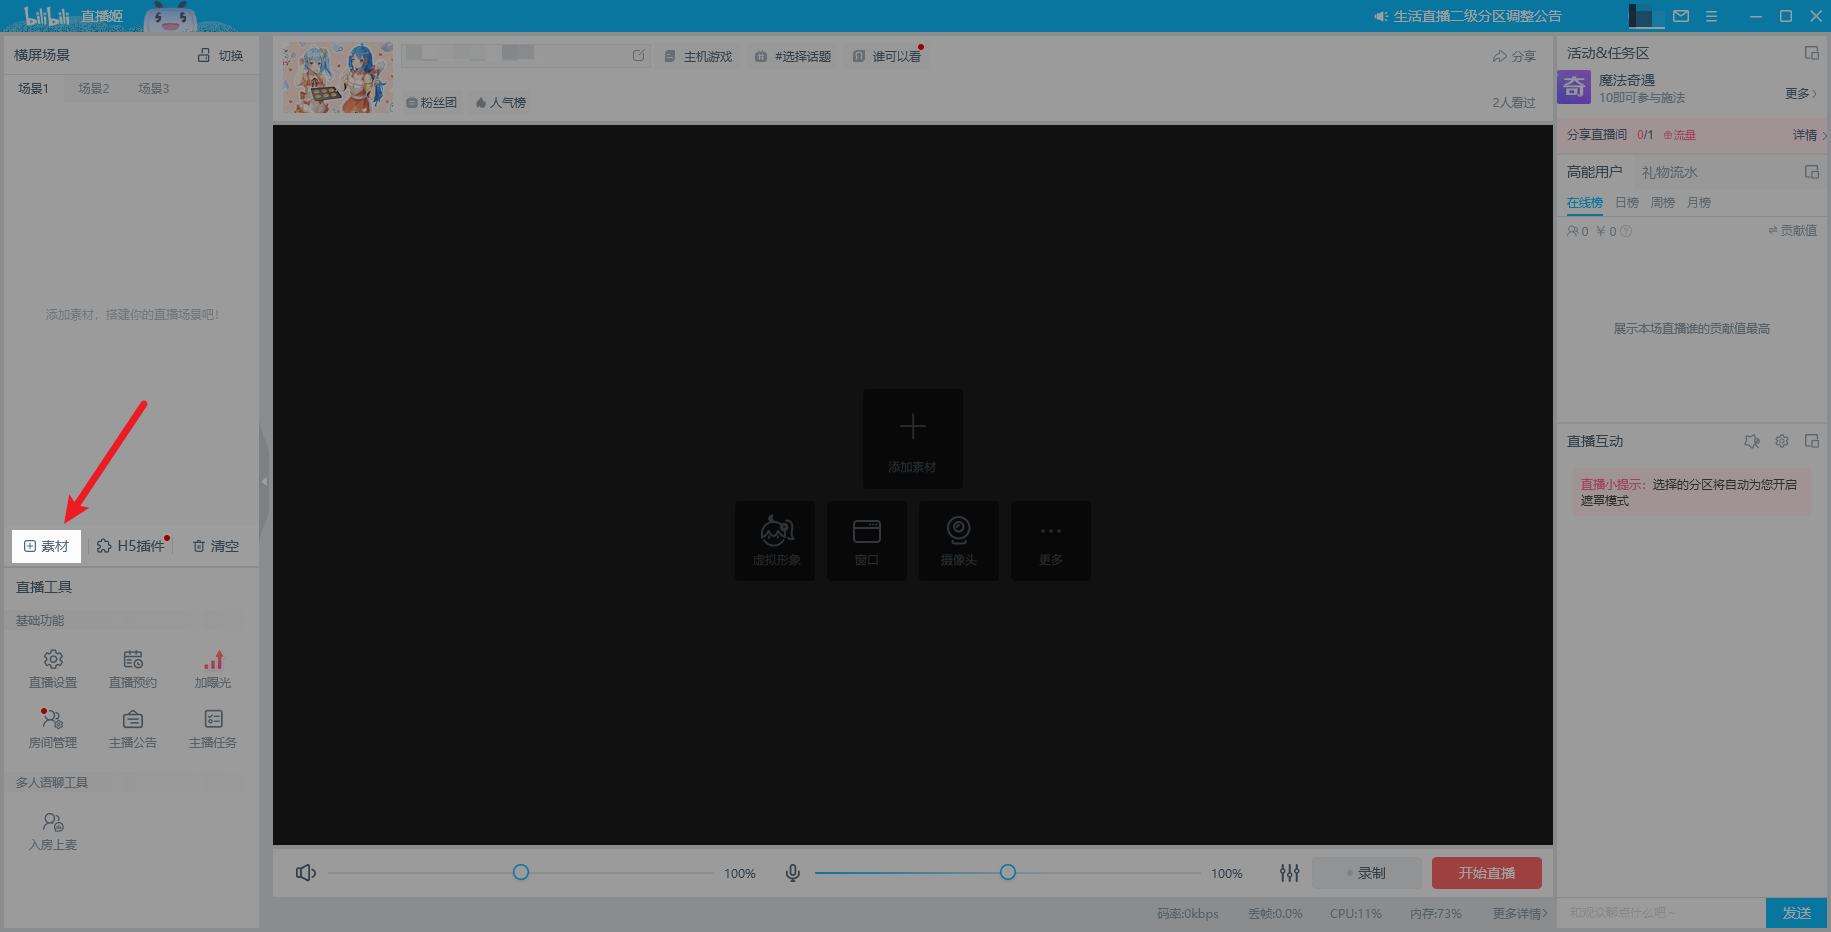 bilibili 直播姬
生活直播二级分区调整公告
横屏场景
切换
场景1 场景2 场景3
添加素材，搭建你的直播场景吧！
素材 H5插件 清空
直播工具
基础功能
直播设置 直播预约 加曝光
房间管理 主播公告 主播任务
多人语聊工具
入房上麦
主机游戏 #选择话题 谁可以看
分享
粉丝团 人气榜
2人看过
添加素材
虚拟形象 窗口 摄像头 更多
100% 100% 录制 开始直播
码率:0kbps 丢帧:0.0% CPU:11% 内存:73% 更多详情>
活动&任务区
奇
魔法奇遇
10即可参与施法
更多>
分享直播间 0/1 流星 详情 >
高能用户 礼物流水
在线榜 日榜 周榜 月榜
0 ¥ 0 贡献值
展示本场直播谁的贡献值最高
直播互动
直播小提示：选择的分区将自动为您开启
遮罩模式
和观众聊点什么吧~
发送